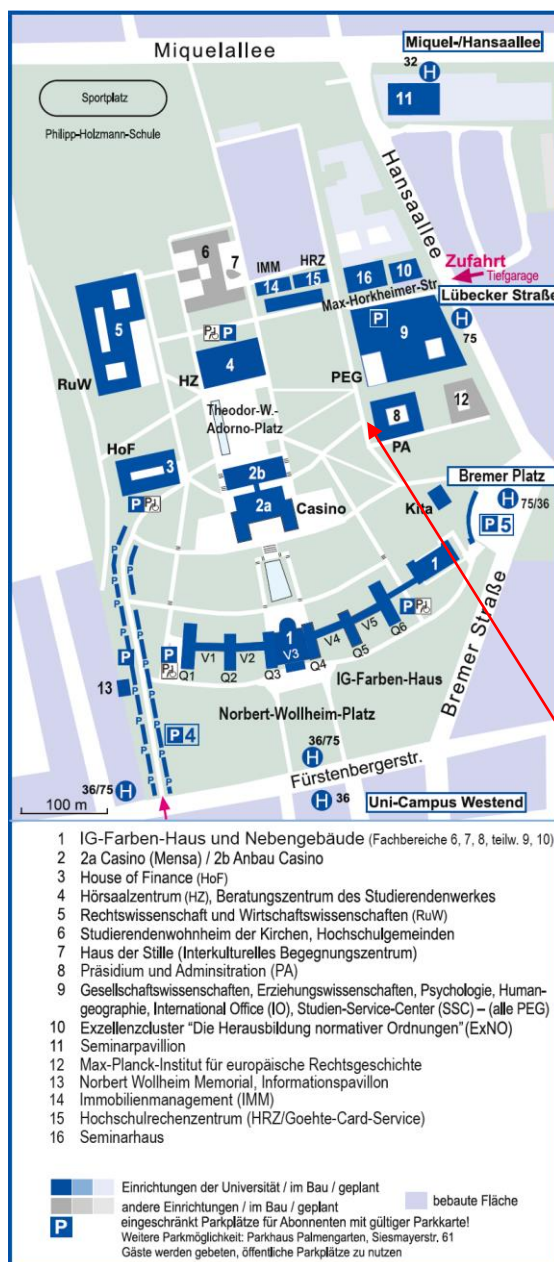 Miquelallee
Miquel-/Hansaallee
32
H
11
Sportplatz
Philipp-Holzmann-Schule
Hansaallee
Zufahrt
Tiefgarage
Lübecker Straße
H
75
6
7
IMM
HRZ
14
15
16
10
Max-Horkheimer-Str.
5
P
9
P
P
4
RuW
HZ
PEG
12
8
Theodor-W.-
Adorno-Platz
HoF
PA
3
2b
Bremer Platz
2a
Casino
Kita
H
75/36
P
P
P 5
1
P
P
P
1
V1
V2
V3
V4
V5
Q1
Q2
Q3
Q4
Q5
Q6
P
P
13
IG-Farben-Haus
Bremer Straße
Norbert-Wollheim-Platz
P 4
36/75
H
36/75
H
Fürstenbergerstr.
H
36
Uni-Campus Westend
100 m
1 IG-Farben-Haus und Nebengebäude (Fachbereiche 6, 7, 8, teilw. 9, 10)
2 2a Casino (Mensa) / 2b Anbau Casino
3 House of Finance (HoF)
4 Hörsaalzentrum (HZ), Beratungszentrum des Studierendenwerkes
5 Rechtswissenschaft und Wirtschaftswissenschaften (RuW)
6 Studierendenwohnheim der Kirchen, Hochschulgemeinden
7 Haus der Stille (Interkulturelles Begegnungszentrum)
8 Präsidium und Adminsitration (PA)
9 Gesellschaftswissenschaften, Erziehungswissenschaften, Psychologie, Human-
geographie, International Office (IO), Studien-Service-Center (SSC) – (alle PEG)
10 Exzellenzcluster “Die Herausbildung normativer Ordnungen”(ExNO)
11 Seminarpavillion
12 Max-Planck-Institut für europäische Rechtsgeschichte
13 Norbert Wollheim Memorial, Informationspavillon
14 Immobilienmanagement (IMM)
15 Hochschulrechenzentrum (HRZ/Goehte-Card-Service)
16 Seminarhaus
Einrichtungen der Universität / im Bau / geplant
andere Einrichtungen / im Bau / geplant
bebaute Fläche
P eingeschränkt Parkplätze für Abonnenten mit gültiger Parkkarte!
Weitere Parkmöglichkeit: Parkhaus Palmengarten, Siesmayerstr. 61
Gäste werden gebeten, öffentliche Parkplätze zu nutzen